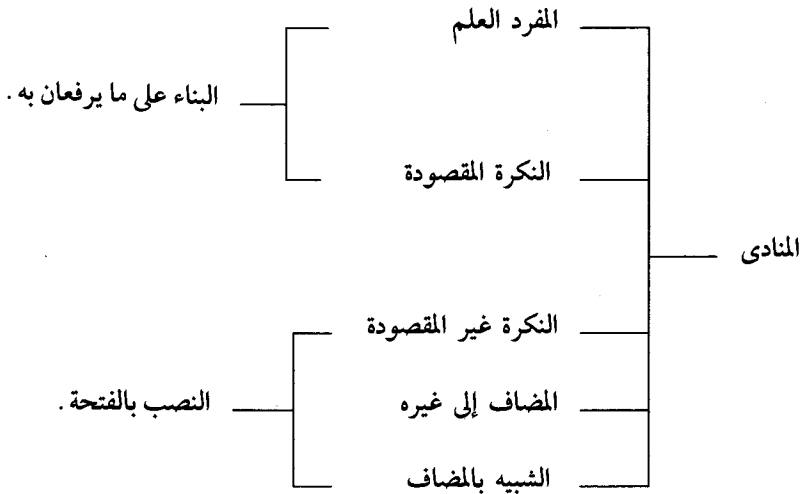 المفرد العلم
البناء على ما يرفعان به .
النكرة المقصودة
المنادى
النكرة غير المقصودة
المضاف إلى غيره
النصب بالفتحة .
الشبيه بالمضاف